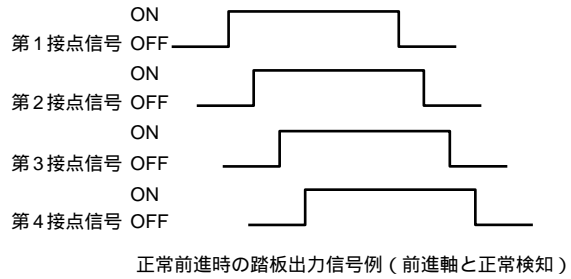 ON
第1接点信号 OFF
ON
第2接点信号 OFF
ON
第3接点信号 OFF
ON
第4接点信号 OFF
正常前進時の踏板出力信号例（前進軸と正常検知）